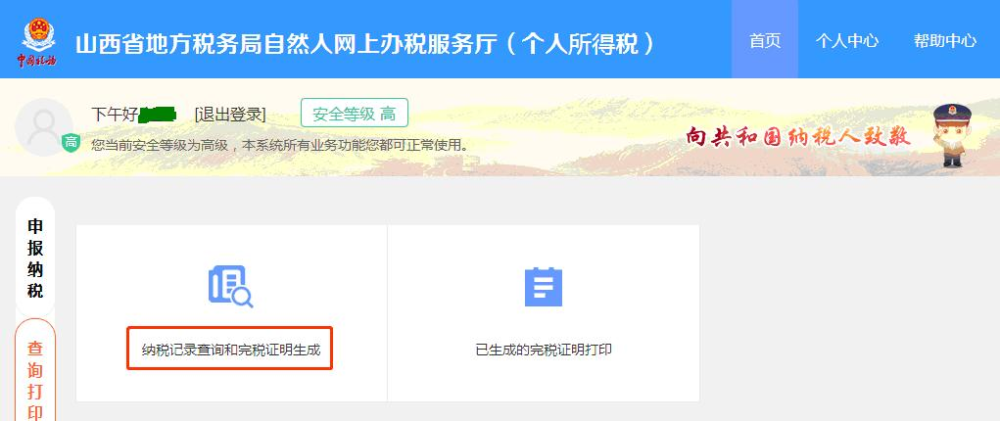 中国税务
山西省地方税务局自然人网上办税服务厅（个人所得税）
首页 个人中心 帮助中心
下午好 [退出登录] 安全等级 高
高
您当前安全等级为高级，本系统所有业务功能您都可正常使用。
向共和国纳税人致敬
申报纳税
查询打印
纳税记录查询和完税证明生成
已生成的完税证明打印